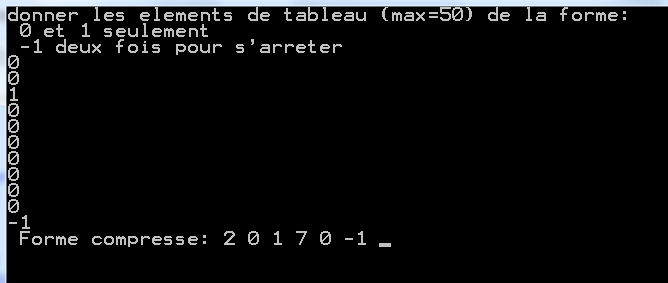 donner les elements de tableau (max=50) de la forme:
0 et 1 seulement
-1 deux fois pour s'arreter
0
0
1
0
0
0
0
0
0
0
-1
Forme compresse: 2 0 1 7 0 -1 _